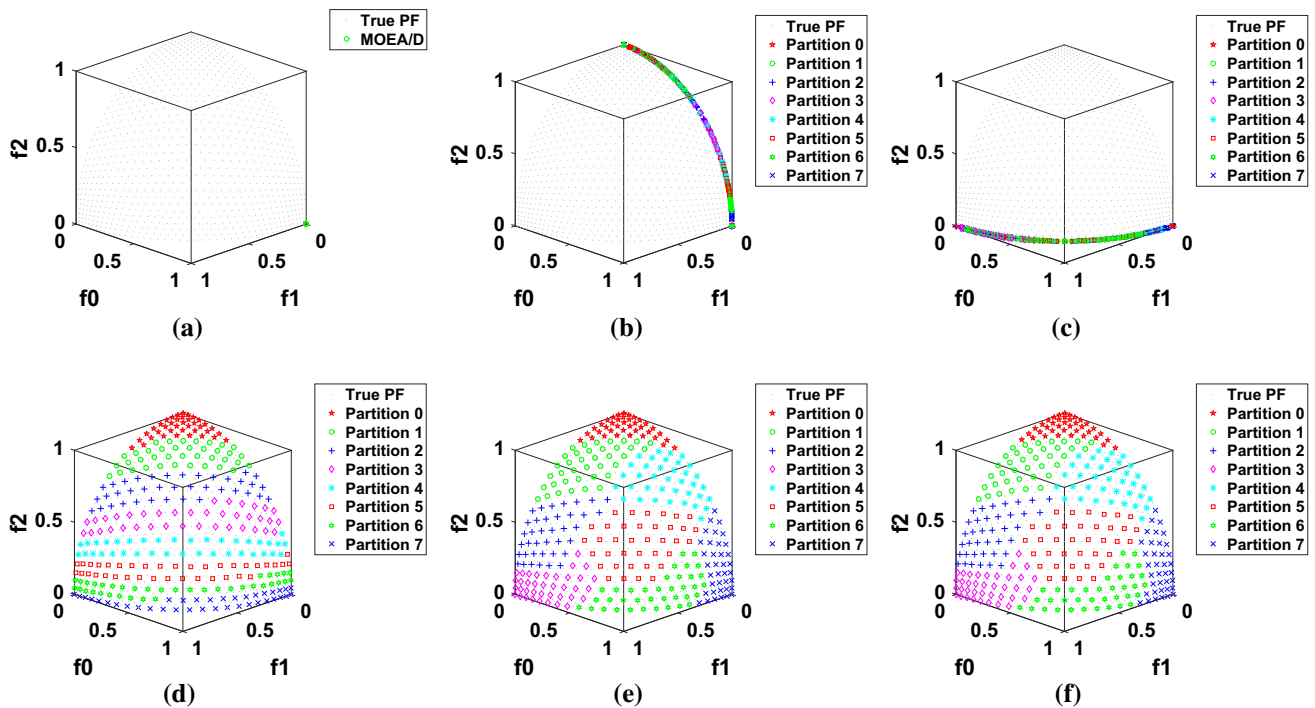 True PF
MOEA/D
1
0.5
0
f2
0
0.5
1
1
0.5
0
f0
f1
(a)
True PF
Partition 0
Partition 1
Partition 2
Partition 3
Partition 4
Partition 5
Partition 6
Partition 7
1
0.5
0
f2
0
0.5
1
1
0.5
0
f0
f1
(b)
True PF
Partition 0
Partition 1
Partition 2
Partition 3
Partition 4
Partition 5
Partition 6
Partition 7
1
0.5
0
f2
0
0.5
1
1
0.5
0
f0
f1
(c)
True PF
Partition 0
Partition 1
Partition 2
Partition 3
Partition 4
Partition 5
Partition 6
Partition 7
1
0.5
0
f2
0
0.5
1
1
0.5
0
f0
f1
(d)
True PF
Partition 0
Partition 1
Partition 2
Partition 3
Partition 4
Partition 5
Partition 6
Partition 7
1
0.5
0
f2
0
0.5
1
1
0.5
0
f0
f1
(e)
True PF
Partition 0
Partition 1
Partition 2
Partition 3
Partition 4
Partition 5
Partition 6
Partition 7
1
0.5
0
f2
0
0.5
1
1
0.5
0
f0
f1
(f)